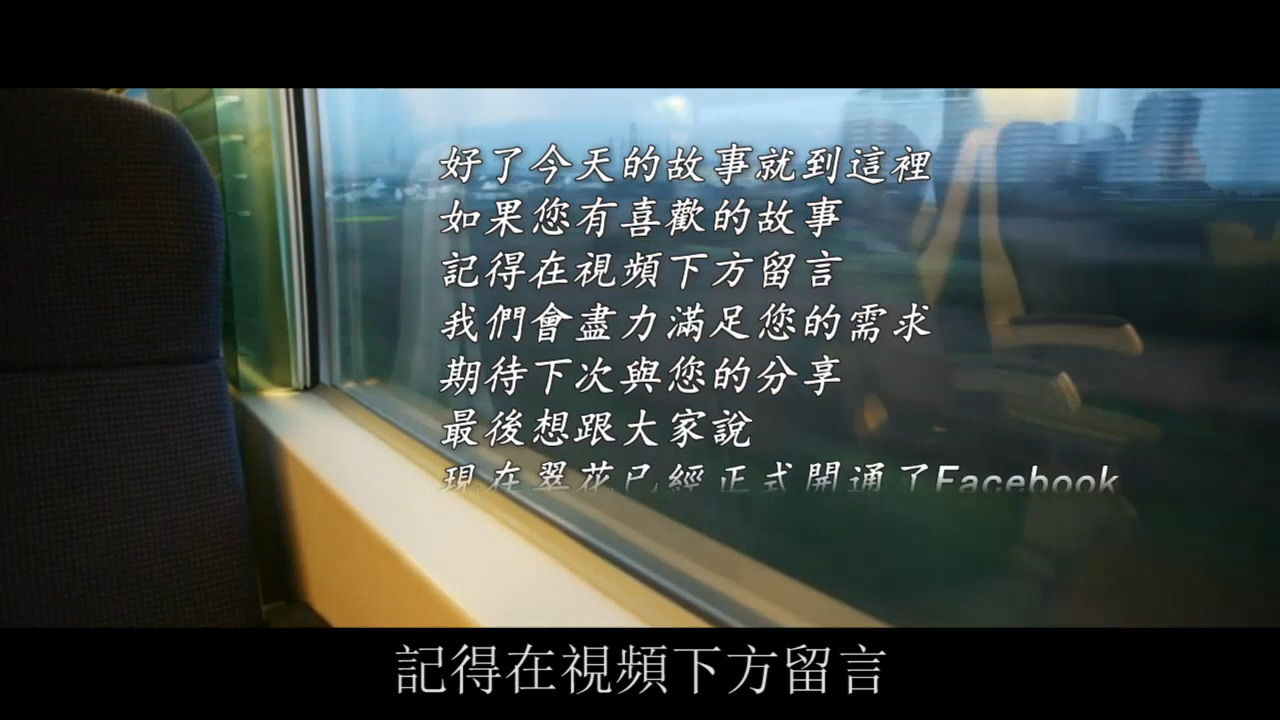 好了今天的故事就到這裡
如果您有喜歡的故事
記得在視頻下方留言
我們會盡力滿足您的需求
期待下次與您的分享
最後想跟大家說
現在翠花已經正式開通了Facebook
記得在視頻下方留言